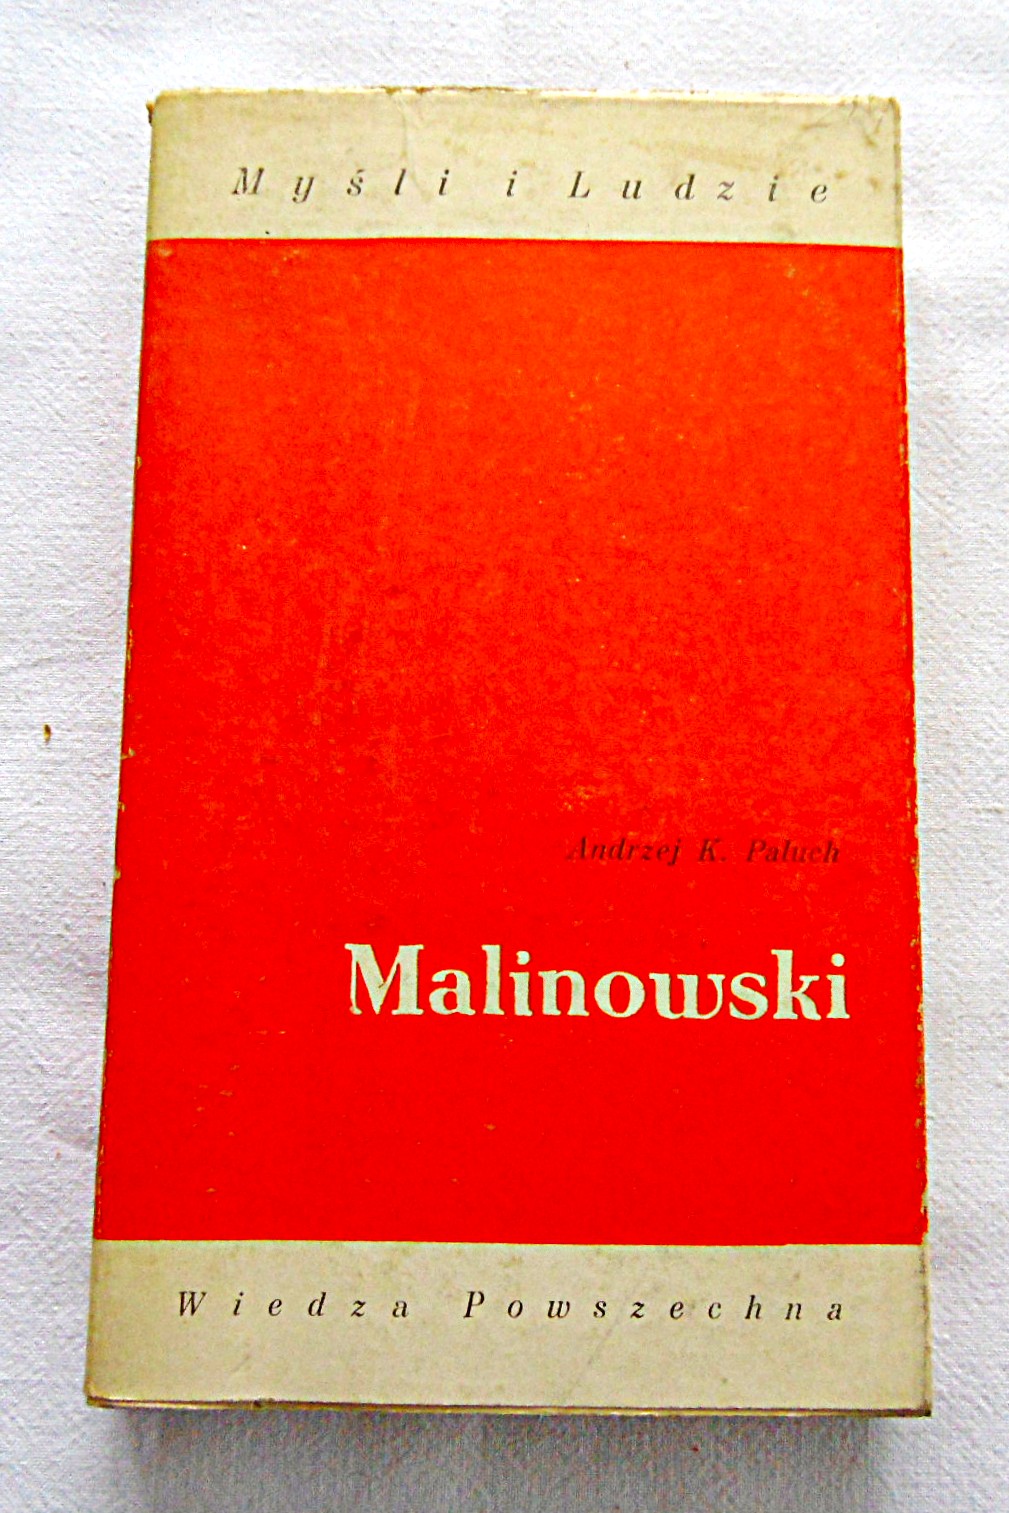 Myśli i Ludzie
Andrzej K. Paluch
Malinowski
Wiedza Powszechna